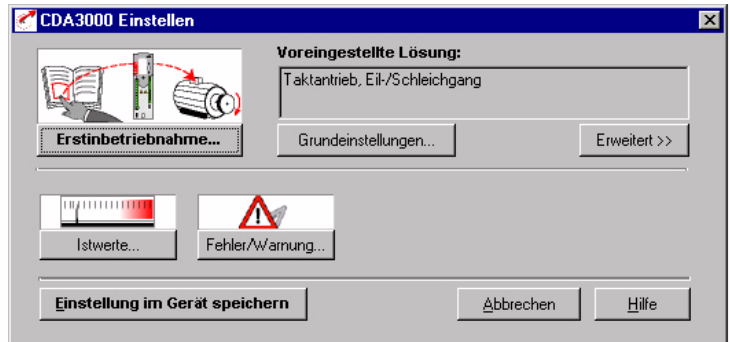 CDA3000 Einstellen
Voreingestellte Lösung:
Taktantrieb, Eil-/Schleichgang
Erstinbetriebnahme...
Grundeinstellungen...
Erweitert >>
Istwerte...
Fehler/Warnung...
Einstellung im Gerät speichern
Abbrechen
Hilfe